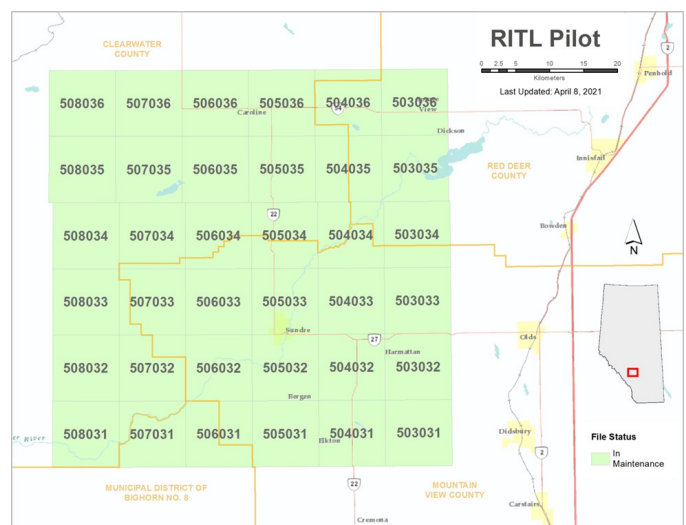 RITL Pilot
0 2.5 5 10 15 20
Kilometers
Last Updated: April 8, 2021
CLEARWATER
COUNTY
2
Penhold
508036 507036 506036 505036 504036 503036
Caroline
54
View
Dickson
Innisfail
508035 507035 506035 505035 504035 503035
RED DEER
COUNTY
22
Bowden
508034 507034 506034 505034 504034 503034
N
508033 507033 506033 505033 504033 503033
Sundre
27
Olds
Harmattan
508032 507032 506032 505032 504032 503032
Bergen
Didsbury
508031 507031 506031 505031 504031 503031
River
Elkton
2
File Status
In
Maintenance
22
MUNICIPAL DISTRICT OF
BIGHORN NO. 8
MOUNTAIN
VIEW COUNTY
Carstairs
Cremona